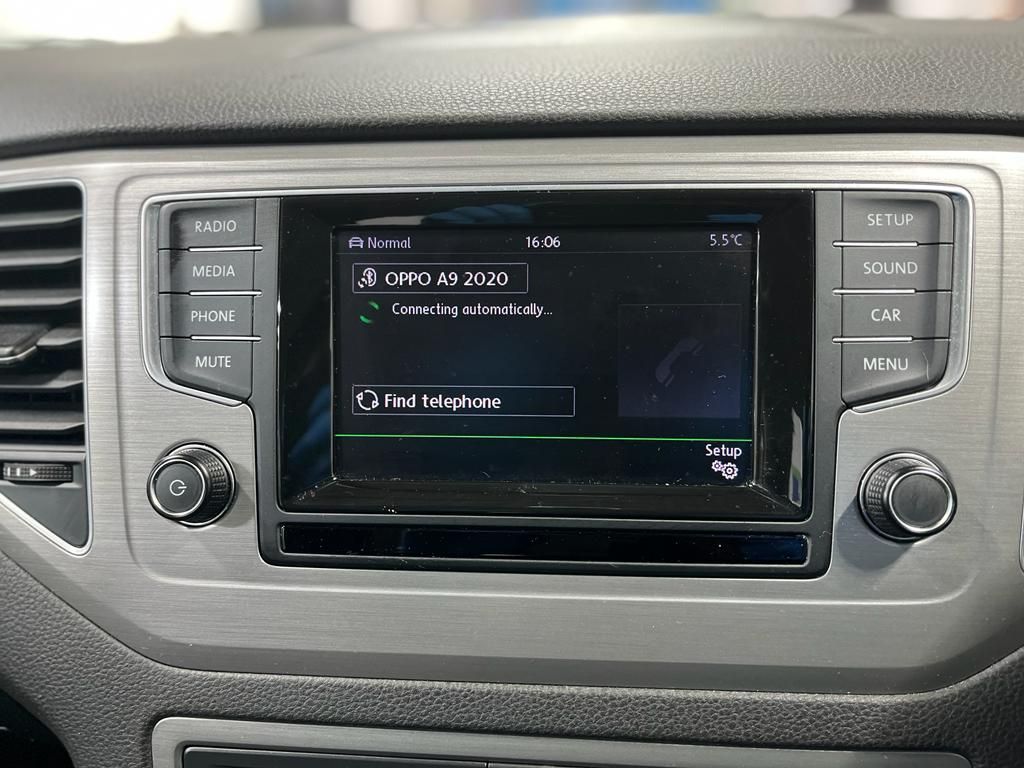 RADIO
MEDIA
PHONE
MUTE
Normal
16:06
5.5°C
OPPO A9 2020
Connecting automatically...
Find telephone
Setup
SETUP
SOUND
CAR
MENU